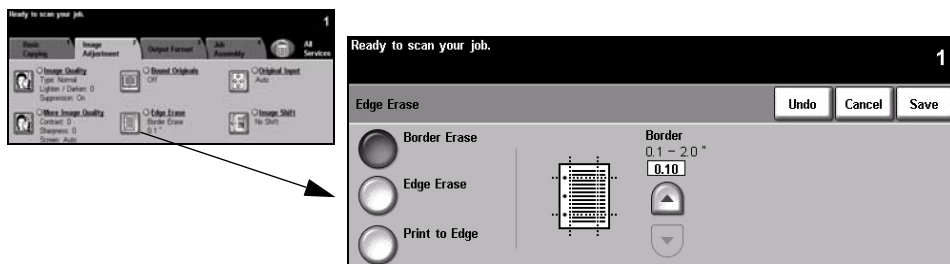 Ready to scan your job.
1
Basic Copying
Image Adjustment
Output Format
Job Assembly
All Services
Image Quality
Type: Normal
Lighten / Darken: 0
Suppression: On
Bound Originals
Off
Original Input
Auto
More Image Quality
Contrast: 0
Sharpness: 0
Screen: Auto
Edge Erase
Border Erase
0.1 "
Image Shift
No Shift
Ready to scan your job.
1
Edge Erase
Undo
Cancel
Save
Border Erase
Edge Erase
Print to Edge
Border
0.1 – 2.0 "
0.10